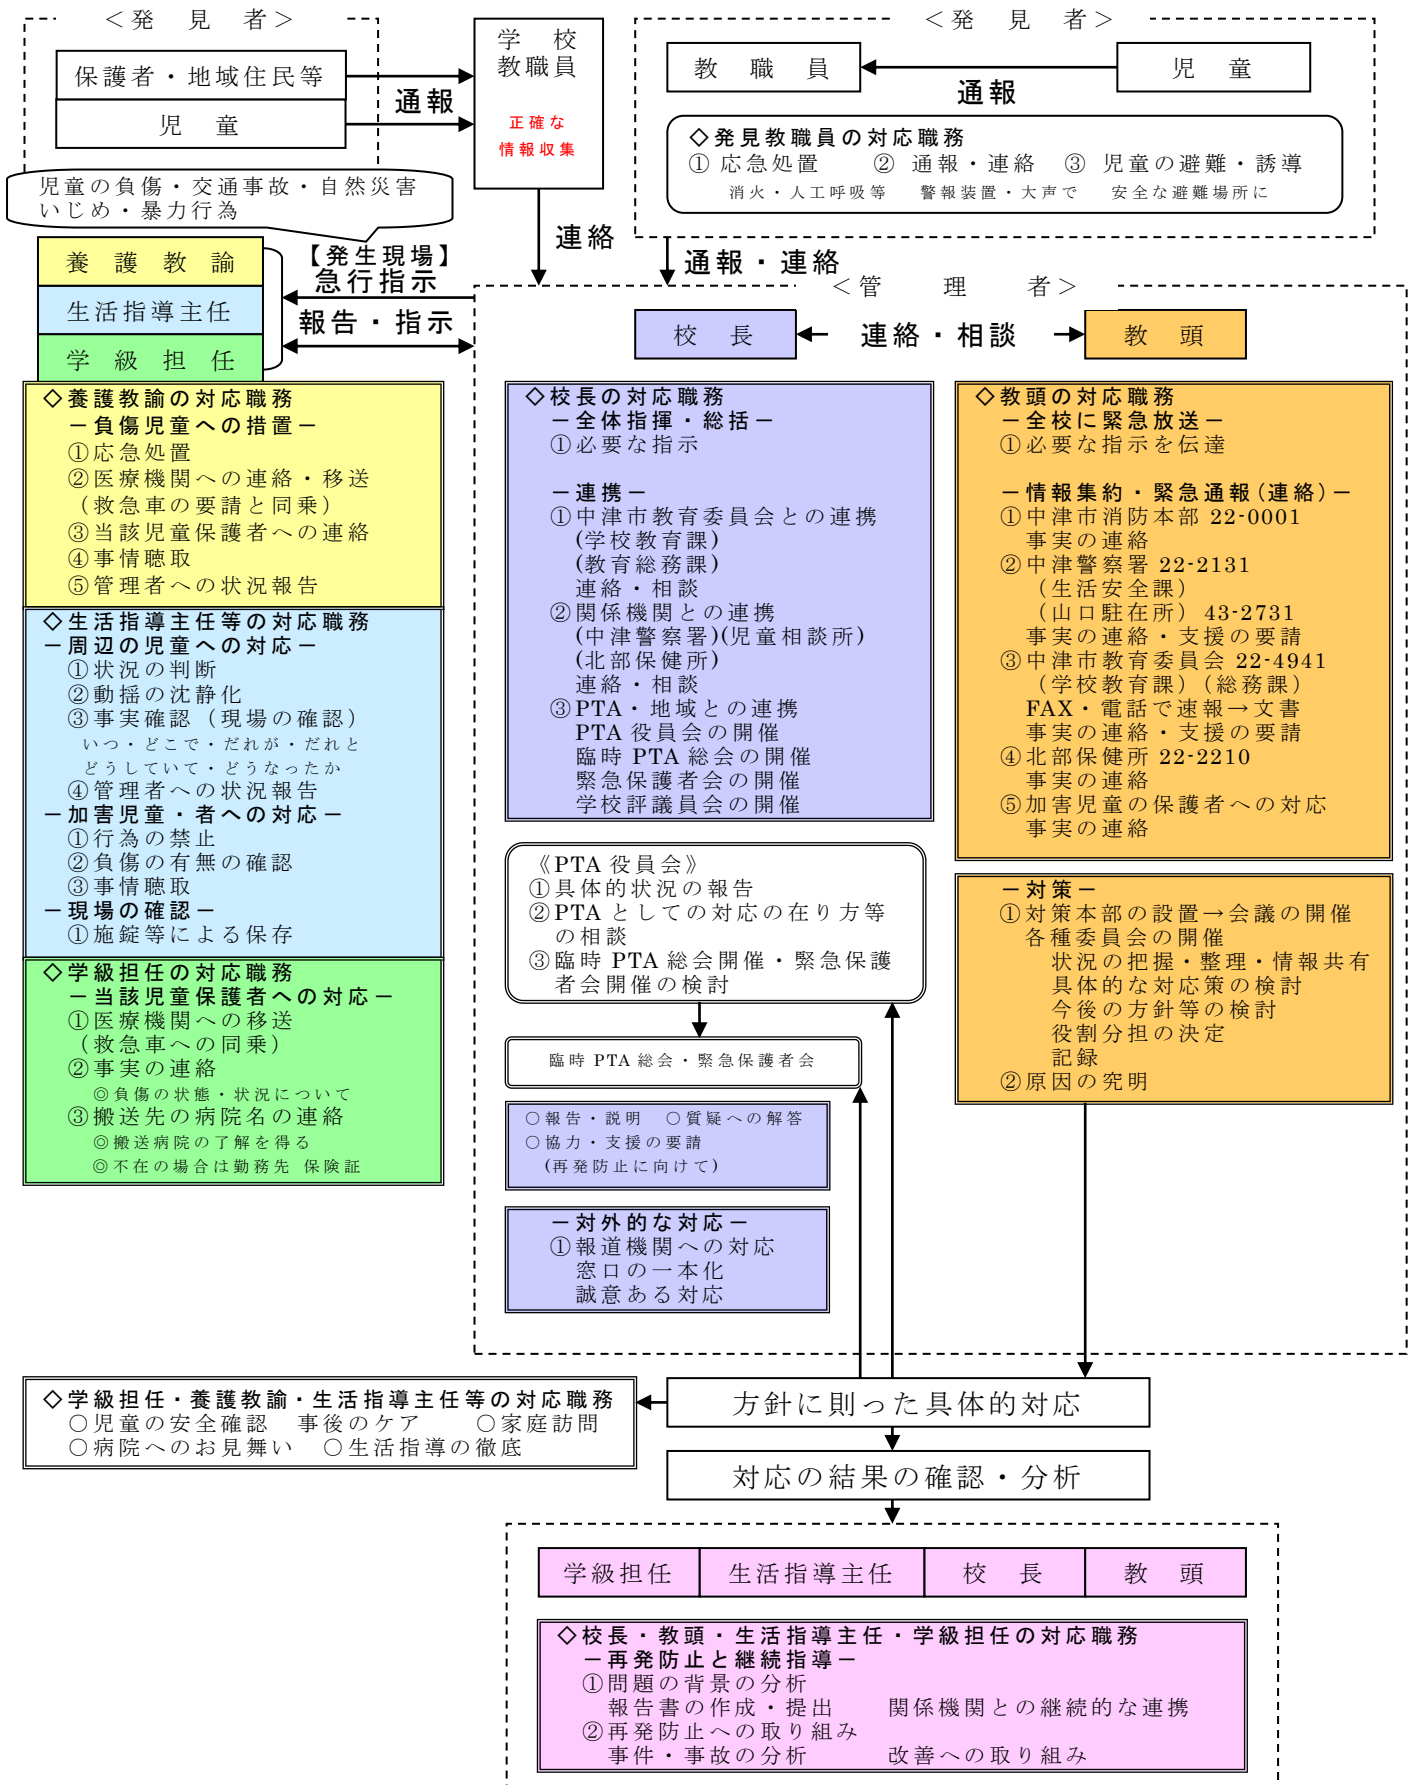 ＜発　見　者＞
保護者・地域住民等
児　童
通報
学　校
教職員
正確な
情報収集
＜発　見　者＞
教　職　員
児　童
通報
◇発見教職員の対応職務
① 応急処置　② 通報・連絡　③ 児童の避難・誘導
消火・人工呼吸等　警報装置・大声で　安全な避難場所に
児童の負傷・交通事故・自然災害
いじめ・暴力行為
連絡
通報・連絡
養　護　教　諭
生活指導主任
学　級　担　任
【発生現場】
急行指示
報告・指示
＜管　理　者＞
校　長
連絡・相談
教　頭
◇養護教諭の対応職務
－負傷児童への措置－
①応急処置
②医療機関への連絡・移送
（救急車の要請と同乗）
③当該児童保護者への連絡
④事情聴取
⑤管理者への状況報告
◇生活指導主任等の対応職務
－周辺の児童への対応－
①状況の判断
②動揺の沈静化
③事実確認（現場の確認）
いつ・どこで・だれが・だれと
どうしていて・どうなったか
④管理者への状況報告
－加害児童・者への対応－
①行為の禁止
②負傷の有無の確認
③事情聴取
－現場の確認－
①施錠等による保存
◇学級担任の対応職務
－当該児童保護者への対応－
①医療機関への移送
（救急車への同乗）
②事実の連絡
◎負傷の状態・状況について
③搬送先の病院名の連絡
◎搬送病院の了解を得る
◎不在の場合は勤務先 保険証
◇校長の対応職務
－全体指揮・総括－
①必要な指示
－連携－
①中津市教育委員会との連携
(学校教育課)
(教育総務課)
連絡・相談
②関係機関との連携
(中津警察署)(児童相談所)
(北部保健所)
連絡・相談
③PTA・地域との連携
PTA 役員会の開催
臨時 PTA 総会の開催
緊急保護者会の開催
学校評議員会の開催
《PTA 役員会》
①具体的状況の報告
②PTA としての対応の在り方等
の相談
③臨時 PTA 総会開催・緊急保護
者会開催の検討
臨時 PTA 総会・緊急保護者会
○報告・説明　○質疑への解答
○協力・支援の要請
(再発防止に向けて)
－対外的な対応－
①報道機関への対応
窓口の一本化
誠意ある対応
◇教頭の対応職務
－全校に緊急放送－
①必要な指示を伝達
－情報集約・緊急通報(連絡)－
①中津市消防本部 22-0001
事実の連絡
②中津警察署 22-2131
（生活安全課）
（山口駐在所）43-2731
事実の連絡・支援の要請
③中津市教育委員会 22-4941
（学校教育課）(総務課)
FAX・電話で速報→文書
事実の連絡・支援の要請
④北部保健所 22-2210
事実の連絡
⑤加害児童の保護者への対応
事実の連絡
－対策－
①対策本部の設置→会議の開催
各種委員会の開催
状況の把握・整理・情報共有
具体的な対応策の検討
今後の方針等の検討
役割分担の決定
記録
②原因の究明
◇学級担任・養護教諭・生活指導主任等の対応職務
○児童の安全確認　事後のケア　○家庭訪問
○病院へのお見舞い　○生活指導の徹底
方針に則った具体的対応
対応の結果の確認・分析
学級担任　生活指導主任　校　長　教　頭
◇校長・教頭・生活指導主任・学級担任の対応職務
－再発防止と継続指導－
①問題の背景の分析
報告書の作成・提出　関係機関との継続的な連携
②再発防止への取り組み
事件・事故の分析　改善への取り組み